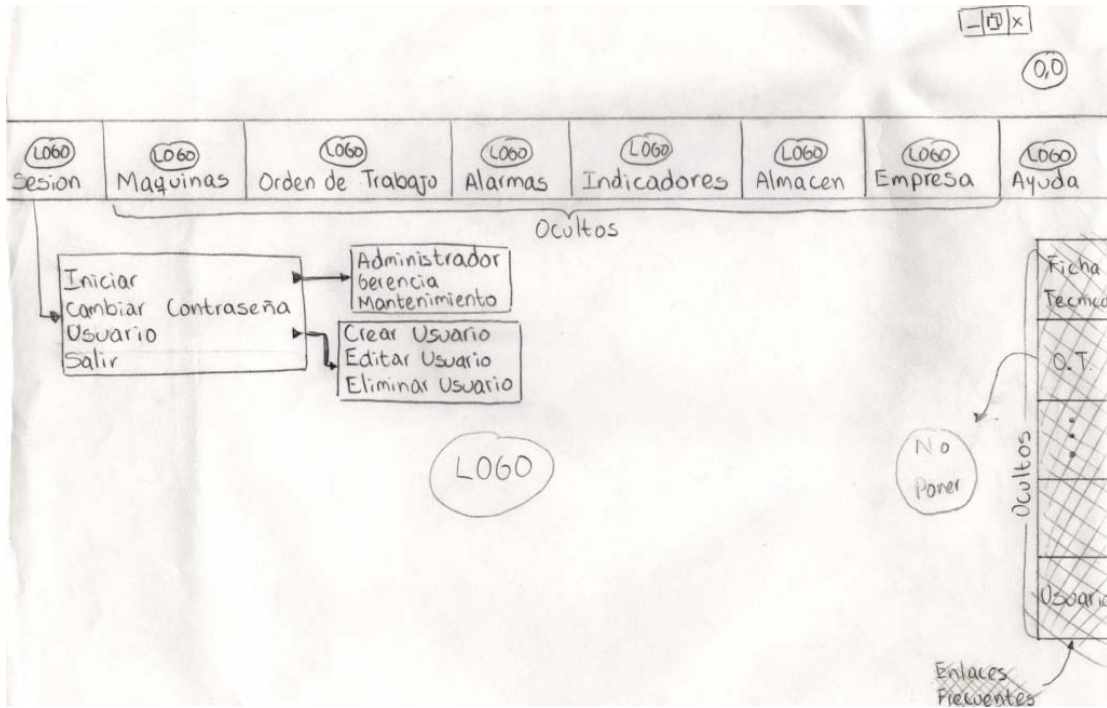 0,0
LOGO
Sesion
LOGO
Maquinas
LOGO
Orden de Trabajo
LOGO
Alarmas
LOGO
Indicadores
LOGO
Almacen
LOGO
Empresa
LOGO
Ayuda
Ocultos
Iniciar
Cambiar Contraseña
Usuario
Salir
Administrador
Gerencia
Mantenimiento
Crear Usuario
Editar Usuario
Eliminar Usuario
LOGO
No
Poner
Ocultos
Ficha
Tecnica
O.T.
Usuario
Enlaces
Frecuentes